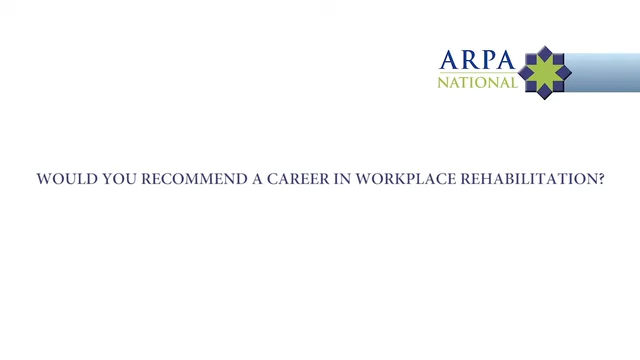 ARPA
NATIONAL
WOULD YOU RECOMMEND A CAREER IN WORKPLACE REHABILITATION?